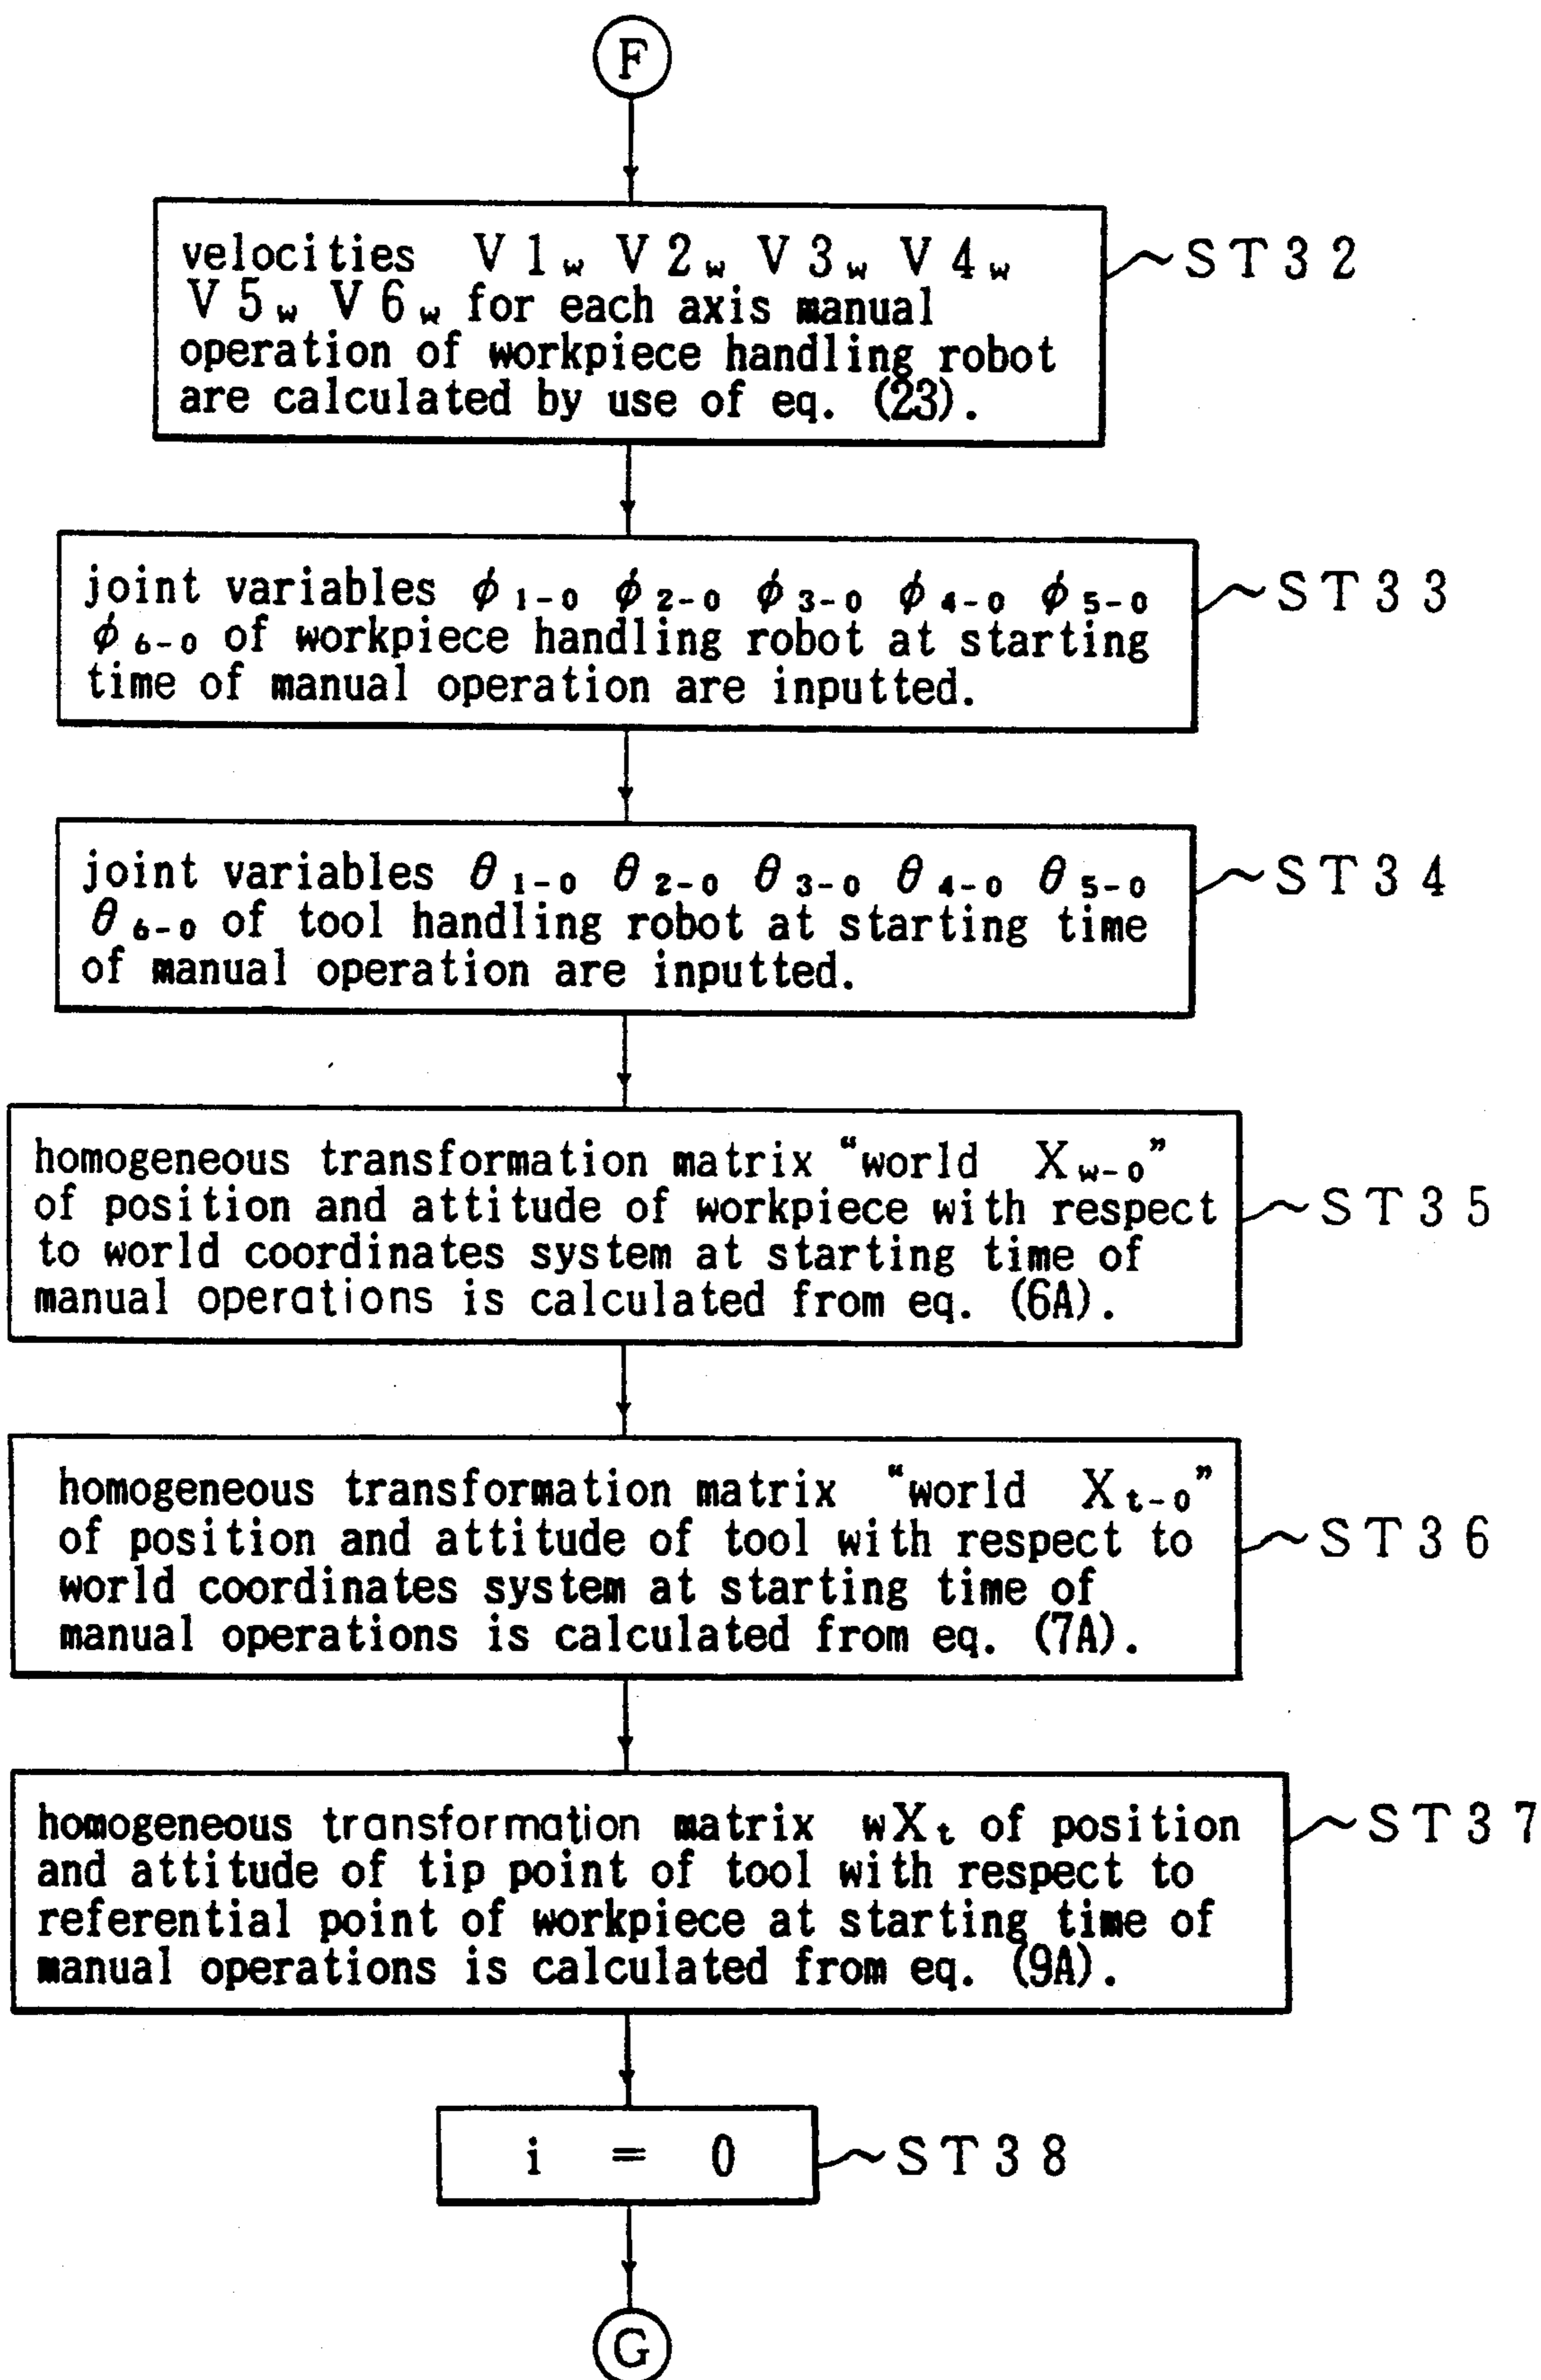 F
velocities V1w V2w V3w V4w ~ST32
V5w V6w for each axis manual
operation of workpiece handling robot
are calculated by use of eq. (23).
joint variables ϕ1-0 ϕ2-0 ϕ3-0 ϕ4-0 ϕ5-0 ~ST33
ϕ6-0 of workpiece handling robot at starting
time of manual operation are inputted.
joint variables θ1-0 θ2-0 θ3-0 θ4-0 θ5-0 ~ST34
θ6-0 of tool handling robot at starting time
of manual operation are inputted.
homogeneous transformation matrix “world Xw-0”
of position and attitude of workpiece with respect ~ST35
to world coordinates system at starting time of
manual operations is calculated from eq. (6A).
homogeneous transformation matrix “world Xt-0”
of position and attitude of tool with respect to ~ST36
world coordinates system at starting time of
manual operations is calculated from eq. (7A).
homogeneous transformation matrix wXt of position ~ST37
and attitude of tip point of tool with respect to
referential point of workpiece at starting time of
manual operations is calculated from eq. (9A).
i = 0 ~ST38
G